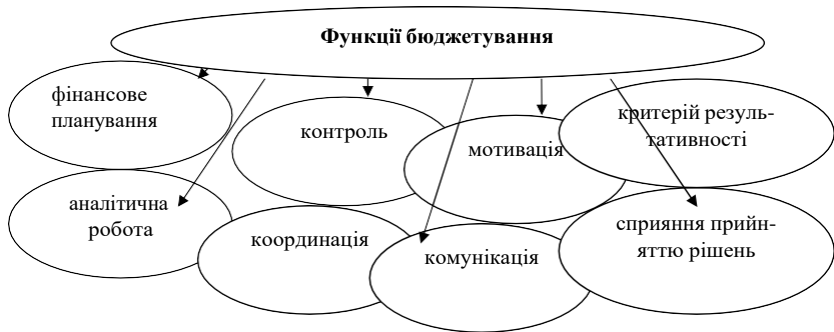 Функції бюджетування
фінансове
планування
контроль
мотивація
критерій резуль-
тативності
аналітична
робота
координація
комунікація
сприяння прийн-
яттю рішень